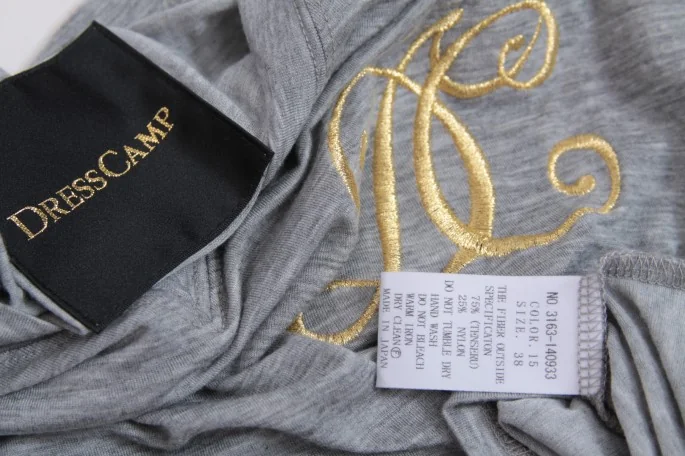 DRESSCAMP
NO 3163-140933
COLOR. 15
SIZE. 38
THE FIBER OUTSIDE
SPECIFICATION
75% (TENSERU)
25% NYLON
DO NOT TUMBLE DRY
HAND WASH
DO NOT BLEACH
WARM IRON
DRY CLEAN Ⓟ
MADE IN JAPAN